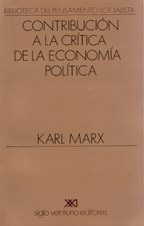 BIBLIOTECA DEL PENSAMIENTO SOCIALISTA
CONTRIBUCIÓN
A LA CRÍTICA
DE LA ECONOMÍA
POLÍTICA
KARL MARX
siglo veintiuno editores